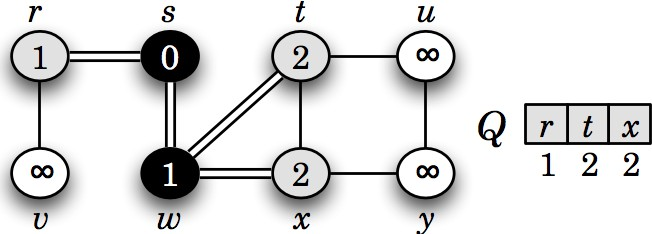 r s t u
1 0 2 ∞
Q r t x
1 2 2
∞ 1 2 ∞
v w x y